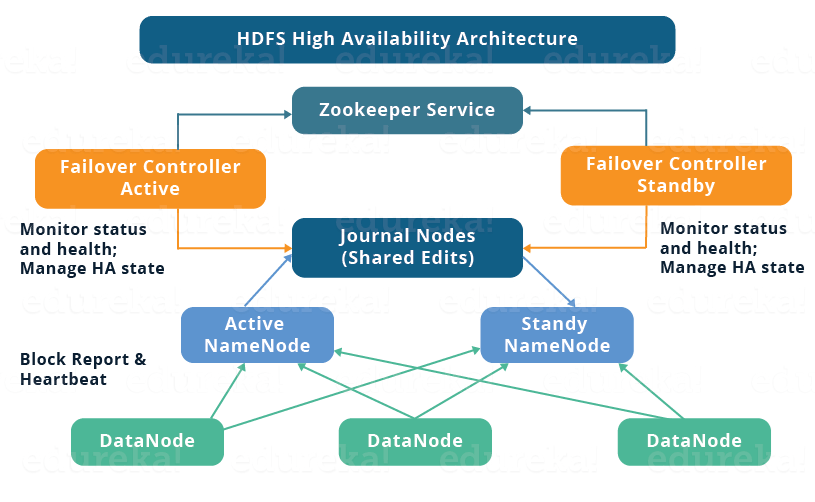 HDFS High Availability Architecture
Zookeeper Service
Failover Controller
Active
Failover Controller
Standby
Monitor status
and health;
Manage HA state
Journal Nodes
(Shared Edits)
Monitor status
and health;
Manage HA state
Active
NameNode
Standy
NameNode
Block Report &
Heartbeat
DataNode
DataNode
DataNode
edureka!